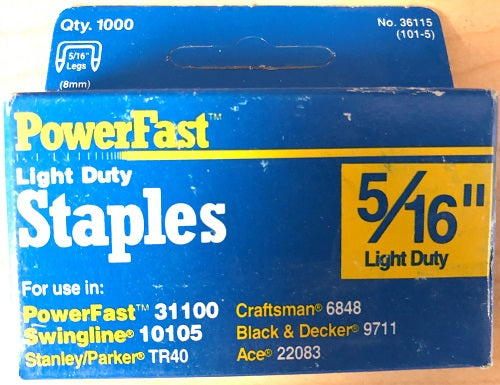 Qty. 1000
No. 36115
(101-5)
5/16"
Legs
(8mm)
PowerFast™
Light Duty
Staples
5/16"
Light Duty
For use in:
PowerFast™ 31100
Swingline® 10105
Stanley/Parker® TR40
Craftsman® 6848
Black & Decker® 9711
Ace® 22083